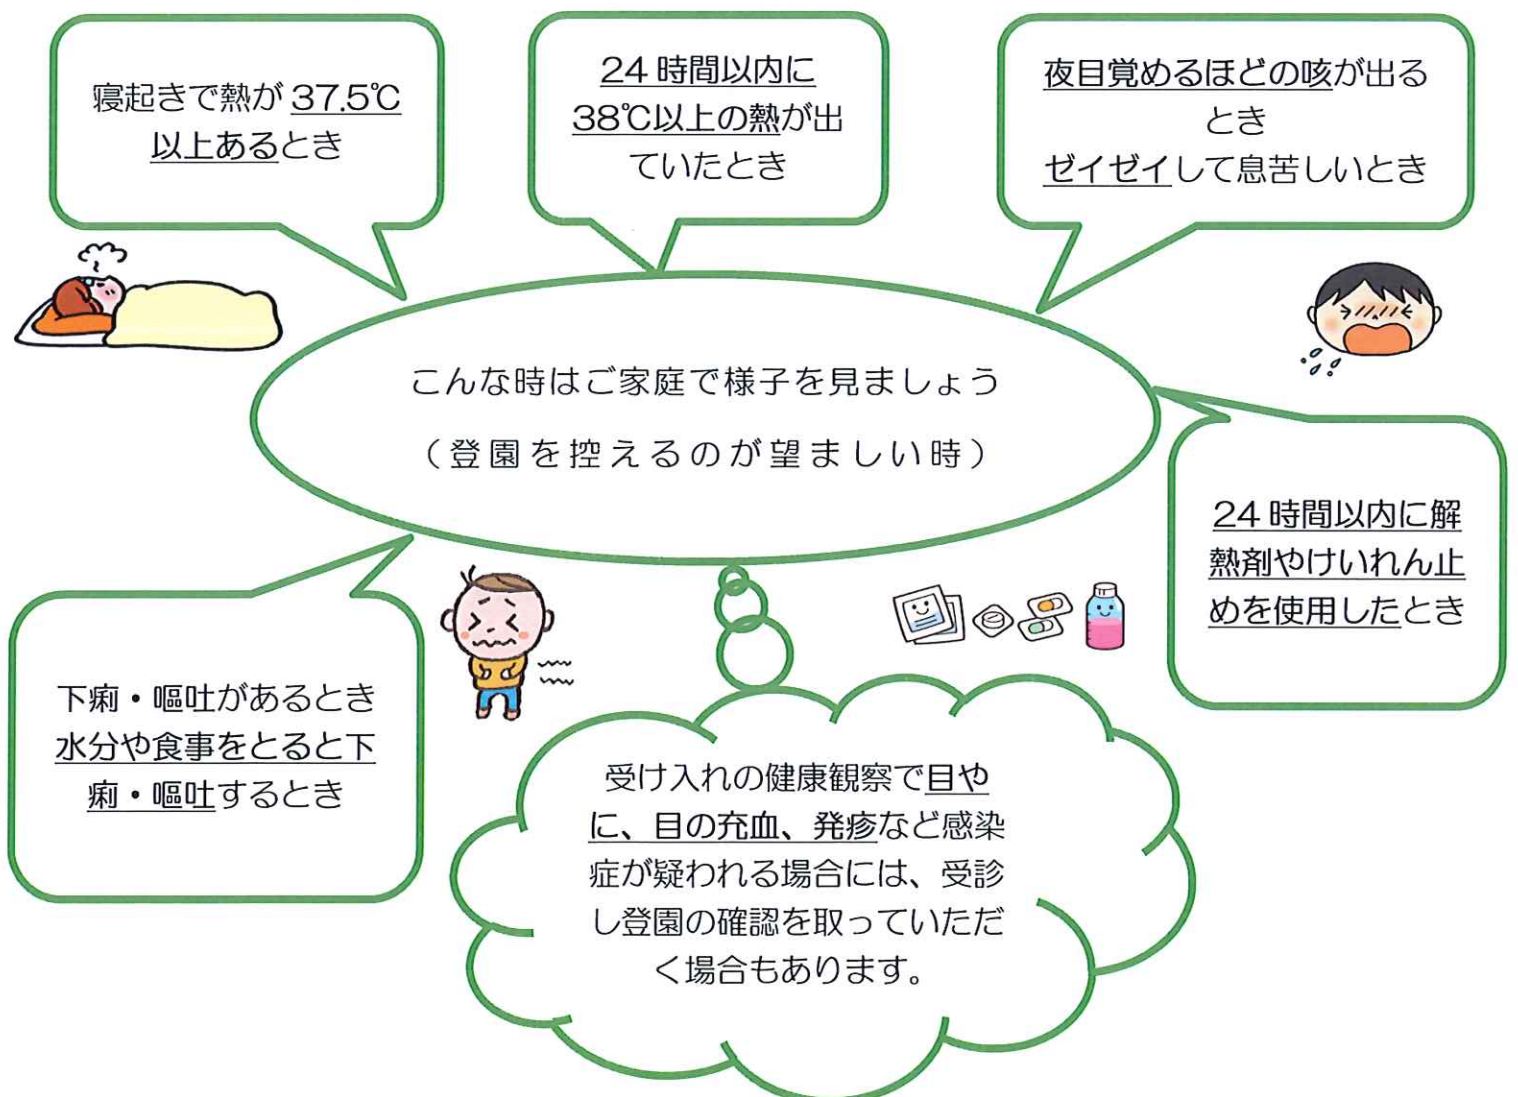 寝起きで熱が 37.5℃
以上あるとき
24 時間以内に
38℃以上の熱が出
ていたとき
夜目覚めるほどの咳が出る
とき
ゼイゼイして息苦しいとき
こんな時はご家庭で様子を見ましょう
（登園を控えるのが望ましい時）
24 時間以内に解
熱剤やけいれん止
めを使用したとき
下痢・嘔吐があるとき
水分や食事をとると下
痢・嘔吐するとき
受け入れの健康観察で目や
に、目の充血、発疹など感染
症が疑われる場合には、受診
し登園の確認を取っていただ
く場合もあります。